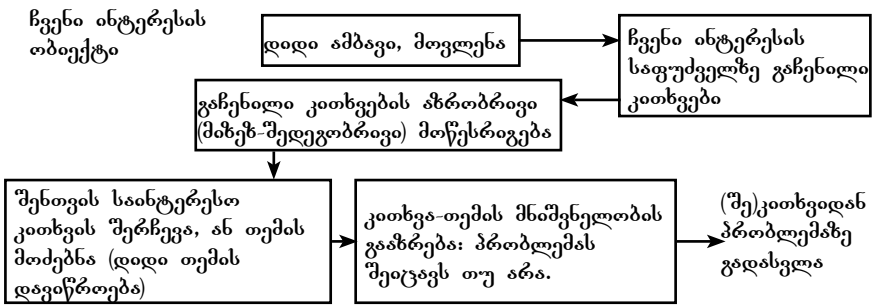 ჩვენი ინტერესის
ობიექტი
დიდი ამბავი, მოვლენა
ჩვენი ინტერესის
საფუძველზე გაჩენილი
კითხვები
გაჩენილი კითხვების აზრობრივი
(მიზეზ-შედეგობრივი) მოწესრიგება
შენთვის საინტერესო
კითხვის შერჩევა, ან თემის
მოძებნა (დიდი თემის
დავიწროება)
კითხვა-თემის მნიშვნელობის
გააზრება: პრობლემას
შეიცავს თუ არა.
(შე)კითხვიდან
პრობლემაზე
გადასვლა